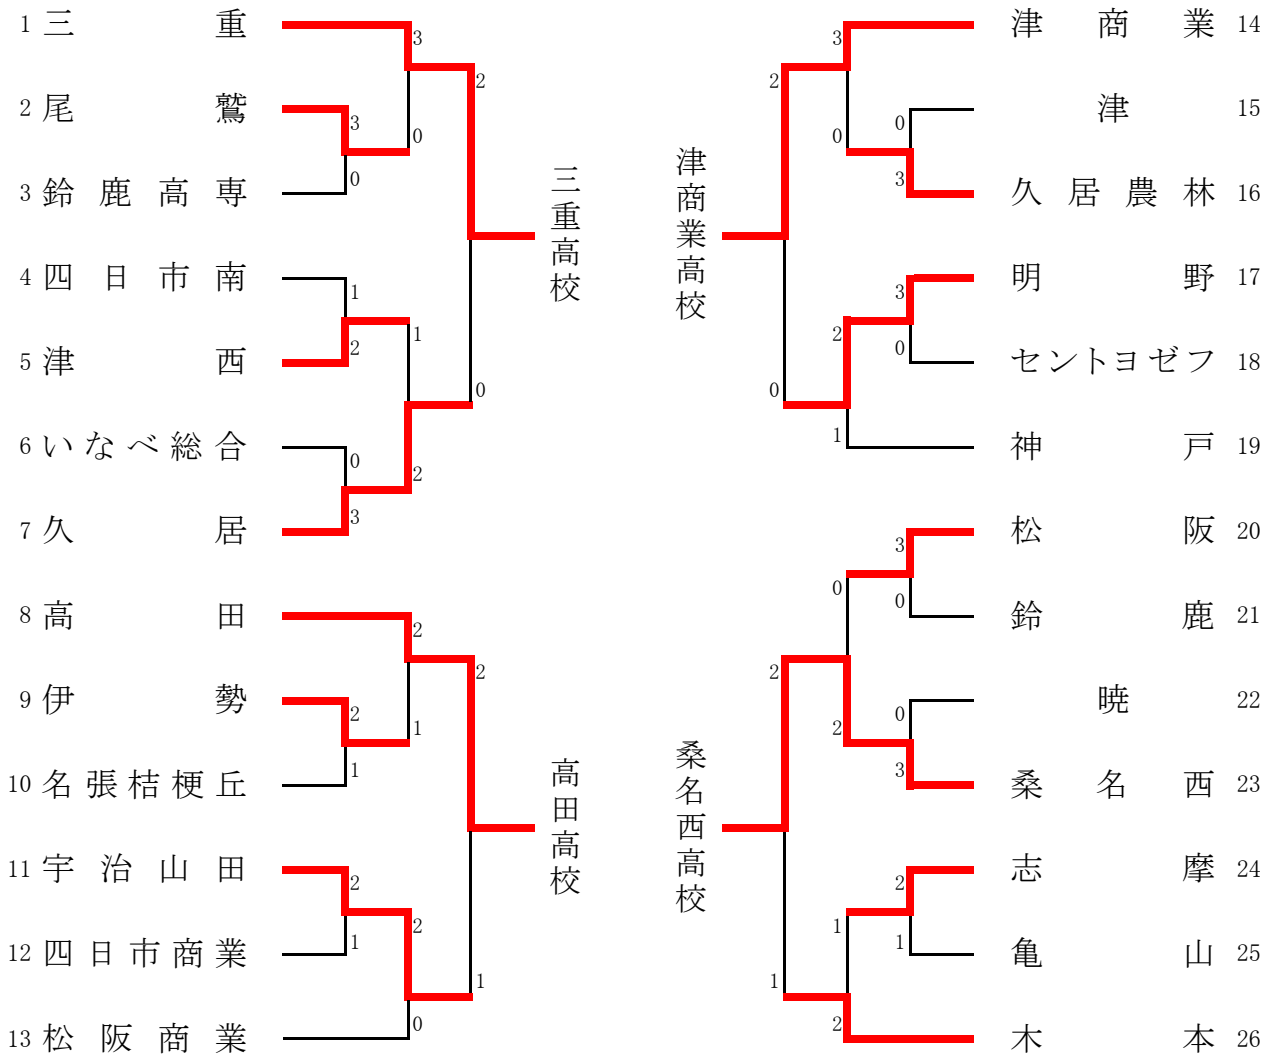 1 三重
2 尾鷲
3 鈴鹿高専
4 四日市南
5 津西
6 いなべ総合
7 久居
8 高田
9 伊勢
10 名張桔梗丘
11 宇治山田
12 四日市商業
13 松阪商業
3
0
3
0
1
2
1
2
0
3
2
0
2
1
2
1
2
1
2
0
2
1
三重高校
高田高校
津商業高校
桑名西高校
2
0
2
1
3
0
0
3
3
0
2
1
3
0
0
2
0
3
2
1
1
2
津商業 14
津 15
久居農林 16
明野 17
セントヨゼフ 18
神戸 19
松阪 20
鈴鹿 21
暁 22
桑名西 23
志摩 24
亀山 25
木本 26